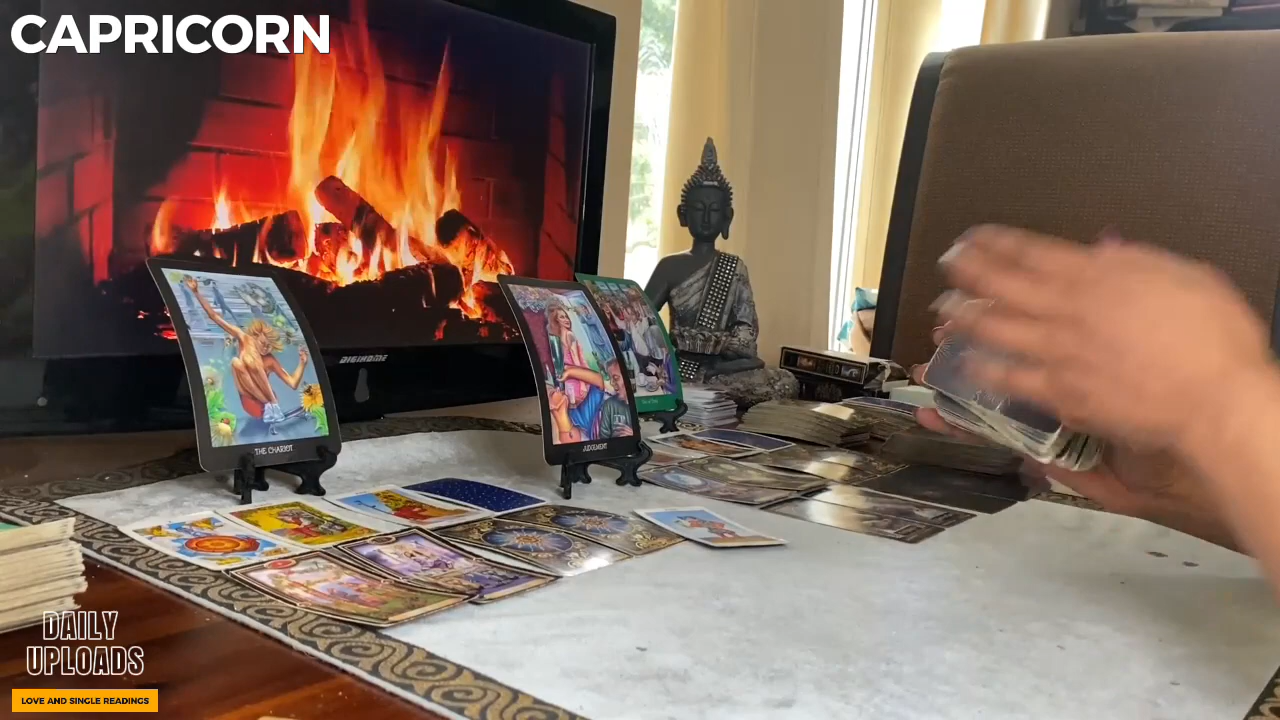 CAPRICORN
DIGIHOME
THE CHARIOT
JUDGEMENT
DAILY
UPLOADS
LOVE AND SINGLE READINGS